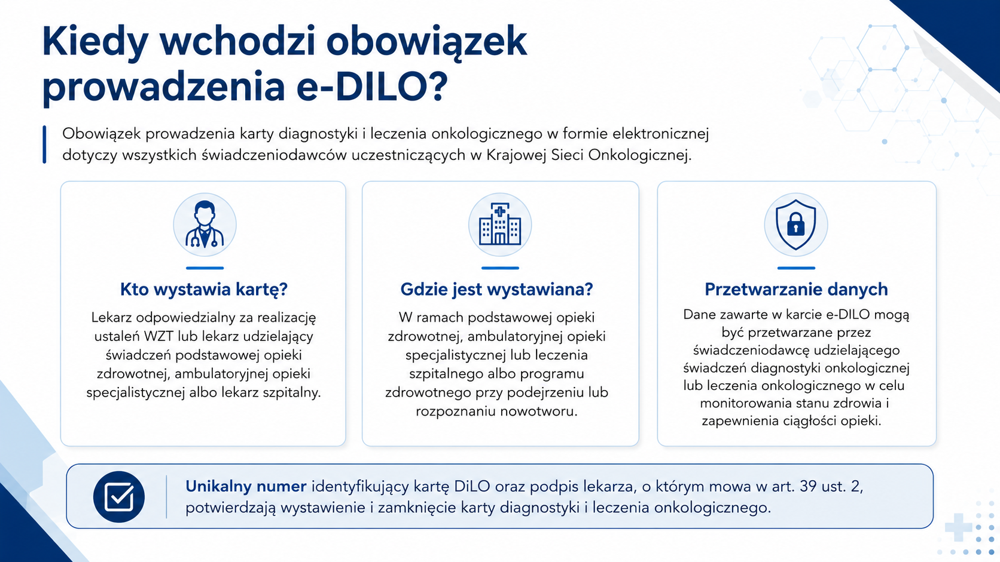 Kiedy wchodzi obowiązek
prowadzenia e-DILO?
Obowiązek prowadzenia karty diagnostyki i leczenia onkologicznego w formie elektronicznej
dotyczy wszystkich świadczeniodawców uczestniczących w Krajowej Sieci Onkologicznej.
Kto wystawia kartę?
Lekarz odpowiedzialny za realizację
ustaleń WZT lub lekarz udzielający
świadczeń podstawowej opieki
zdrowotnej, ambulatoryjnej opieki
specjalistycznej albo lekarz szpitalny.
Gdzie jest wystawiana?
W ramach podstawowej opieki
zdrowotnej, ambulatoryjnej opieki
specjalistycznej lub leczenia
szpitalnego albo programu
zdrowotnego przy podejrzeniu lub
rozpoznaniu nowotworu.
Przetwarzanie danych
Dane zawarte w karcie e-DILO mogą
być przetwarzane przez
świadczeniodawcę udzielającego
świadczeń diagnostyki onkologicznej
lub leczenia onkologicznego w celu
monitorowania stanu zdrowia i
zapewnienia ciągłości opieki.
Unikalny numer identyfikujący kartę DiLO oraz podpis lekarza, o którym mowa w art. 39 ust. 2,
potwierdzają wystawienie i zamknięcie karty diagnostyki i leczenia onkologicznego.